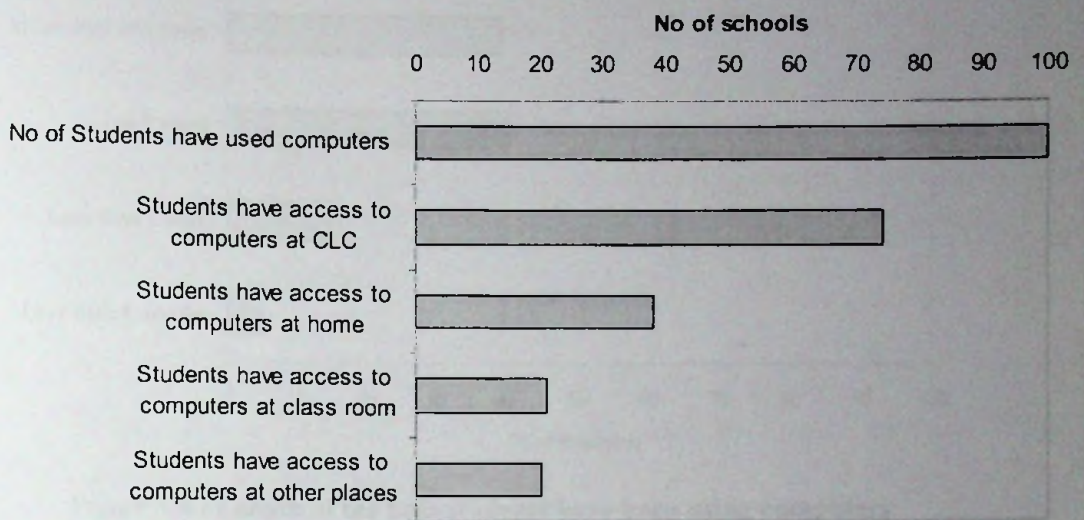 No of schools
0 10 20 30 40 50 60 70 80 90 100
No of Students have used computers
Students have access to
computers at CLC
Students have access to
computers at home
Students have access to
computers at class room
Students have access to
computers at other places